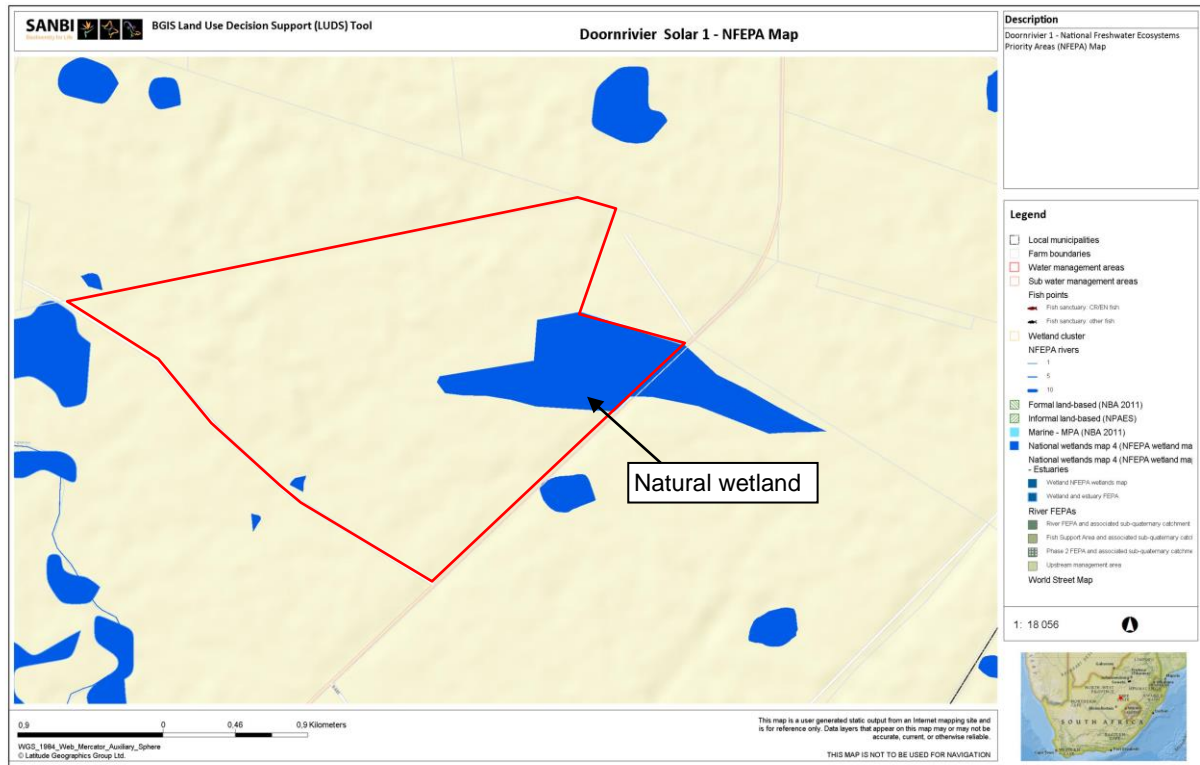 SANBI
Biodiversity for Life
BGIS Land Use Decision Support (LUDS) Tool
Doornrivier Solar 1 - NFEPA Map
Description
Doornrivier 1 - National Freshwater Ecosystems
Priority Areas (NFEPA) Map
Natural wetland
Legend
Local municipalities
Farm boundaries
Water management areas
Sub water management areas
Fish points
Fish sanctuary: CR/EN fish
Fish sanctuary: other fish
Wetland cluster
NFEPA rivers
1
5
10
Formal land-based (NBA 2011)
Informal land-based (NPAES)
Marine - MPA (NBA 2011)
National wetlands map 4 (NFEPA wetland ma
National wetlands map 4 (NFEPA wetland map
- Estuaries
Wetland NFEPA wetlands map
Wetland and estuary FEPA
River FEPAs
River FEPA and associated sub-quaternary catchment
Fish Support Area and associated sub-quaternary catcl
Phase 2 FEPA and associated sub-quaternary catchme
Upstream management area
World Street Map
1: 18 056
SOUTH AFRICA
0,9 0 0,46 0,9 Kilometers
WGS_1984_Web_Mercator_Auxiliary_Sphere
© Latitude Geographics Group Ltd.
This map is a user generated static output from an Internet mapping site and
is for reference only. Data layers that appear on this map may or may not be
accurate, current, or otherwise reliable.
THIS MAP IS NOT TO BE USED FOR NAVIGATION